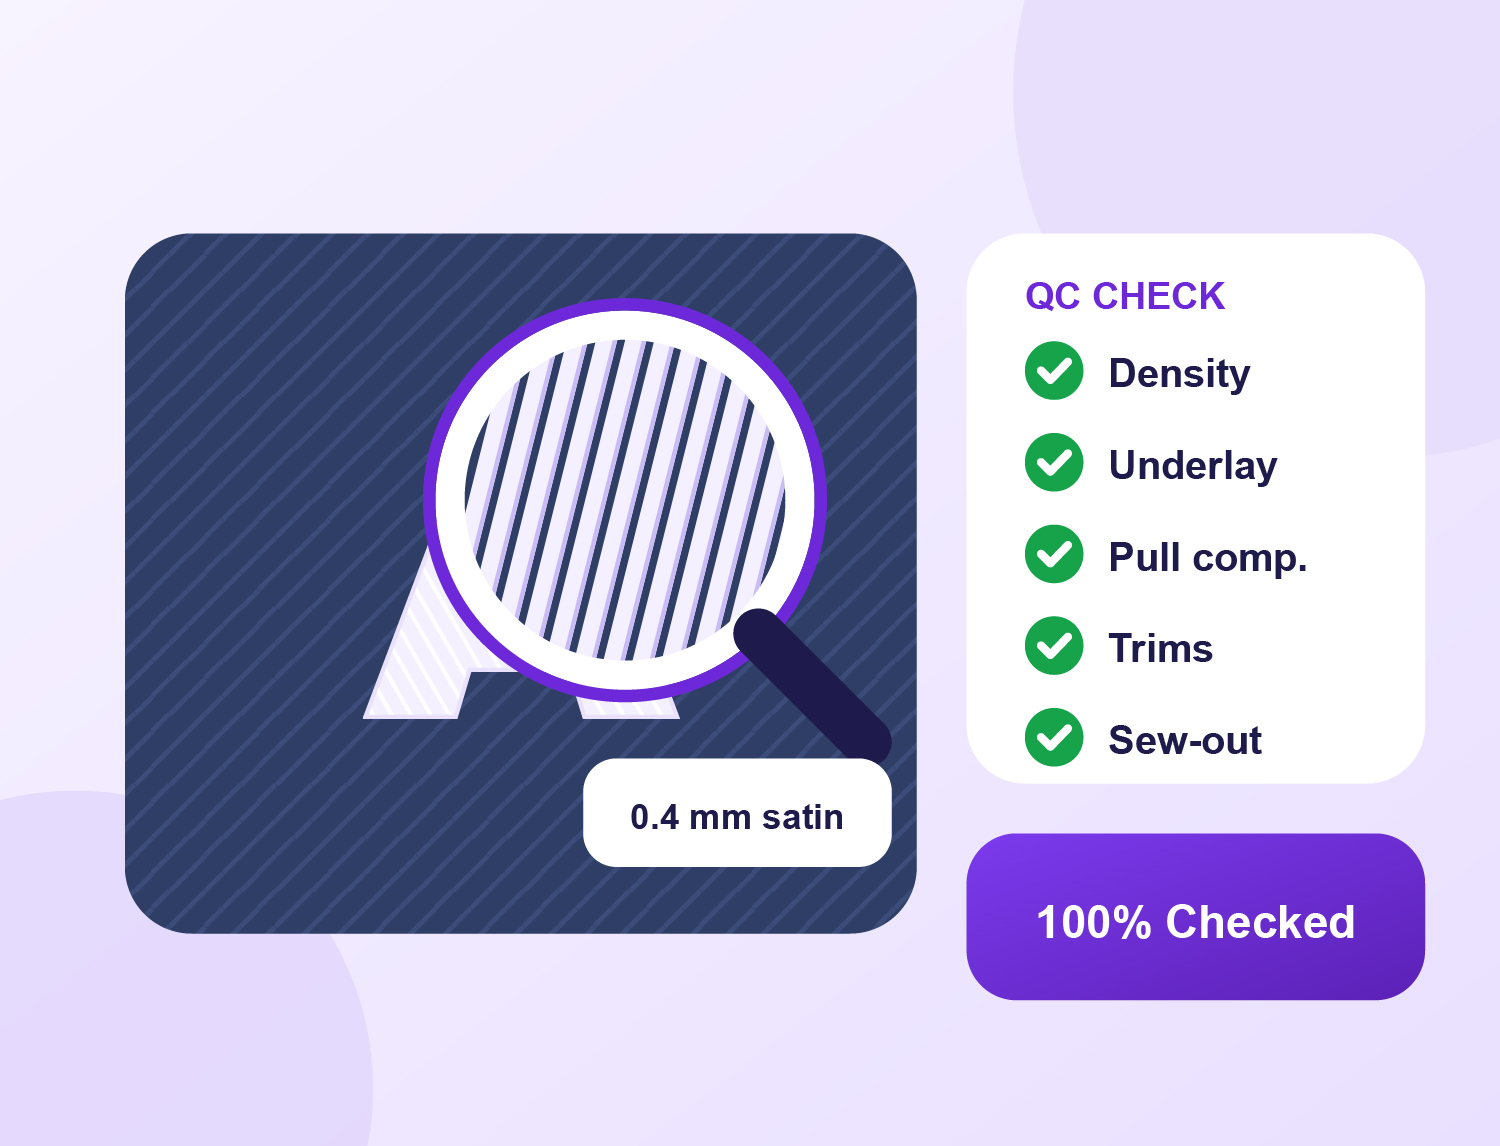 QC CHECK
Density
Underlay
Pull comp.
Trims
Sew-out
0.4 mm satin
100% Checked